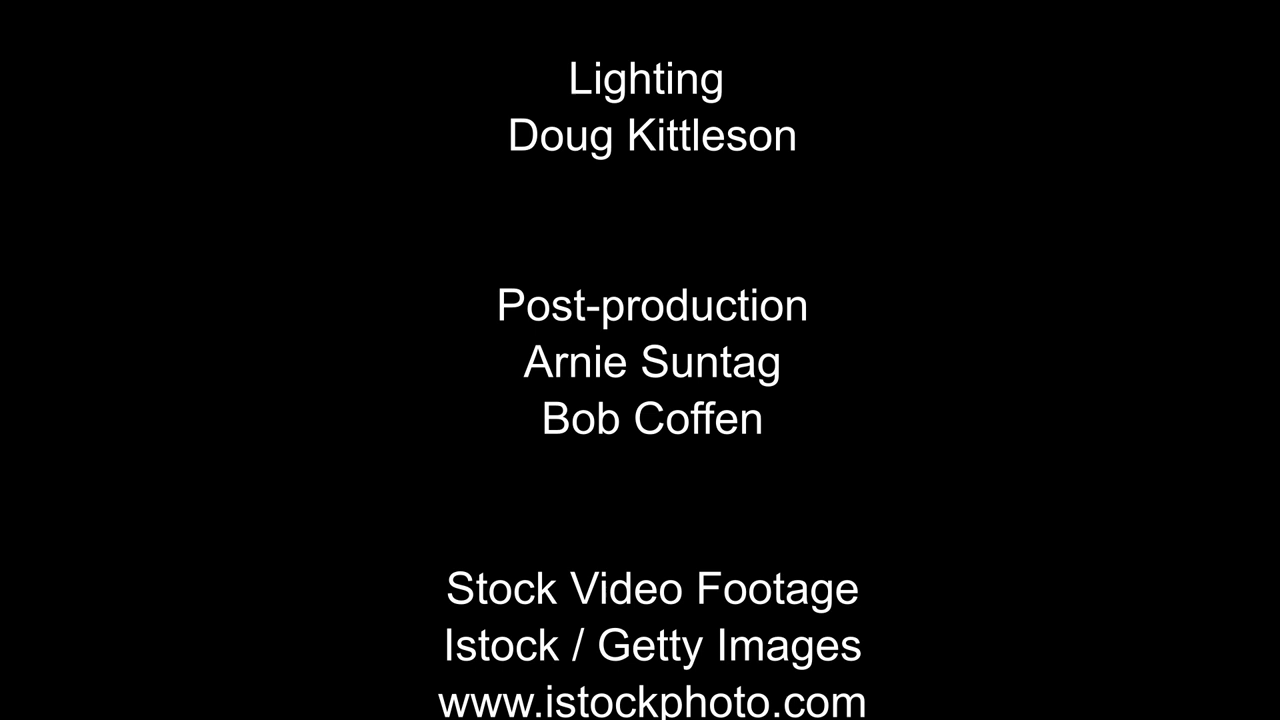 Lighting
Doug Kittleson
Post-production
Arnie Suntag
Bob Coffen
Stock Video Footage
Istock / Getty Images
www.istockphoto.com